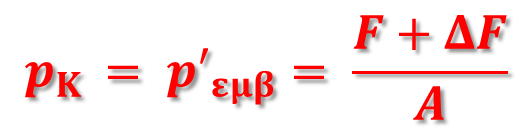 p_K = p'_εμβ = (F + ΔF) / A